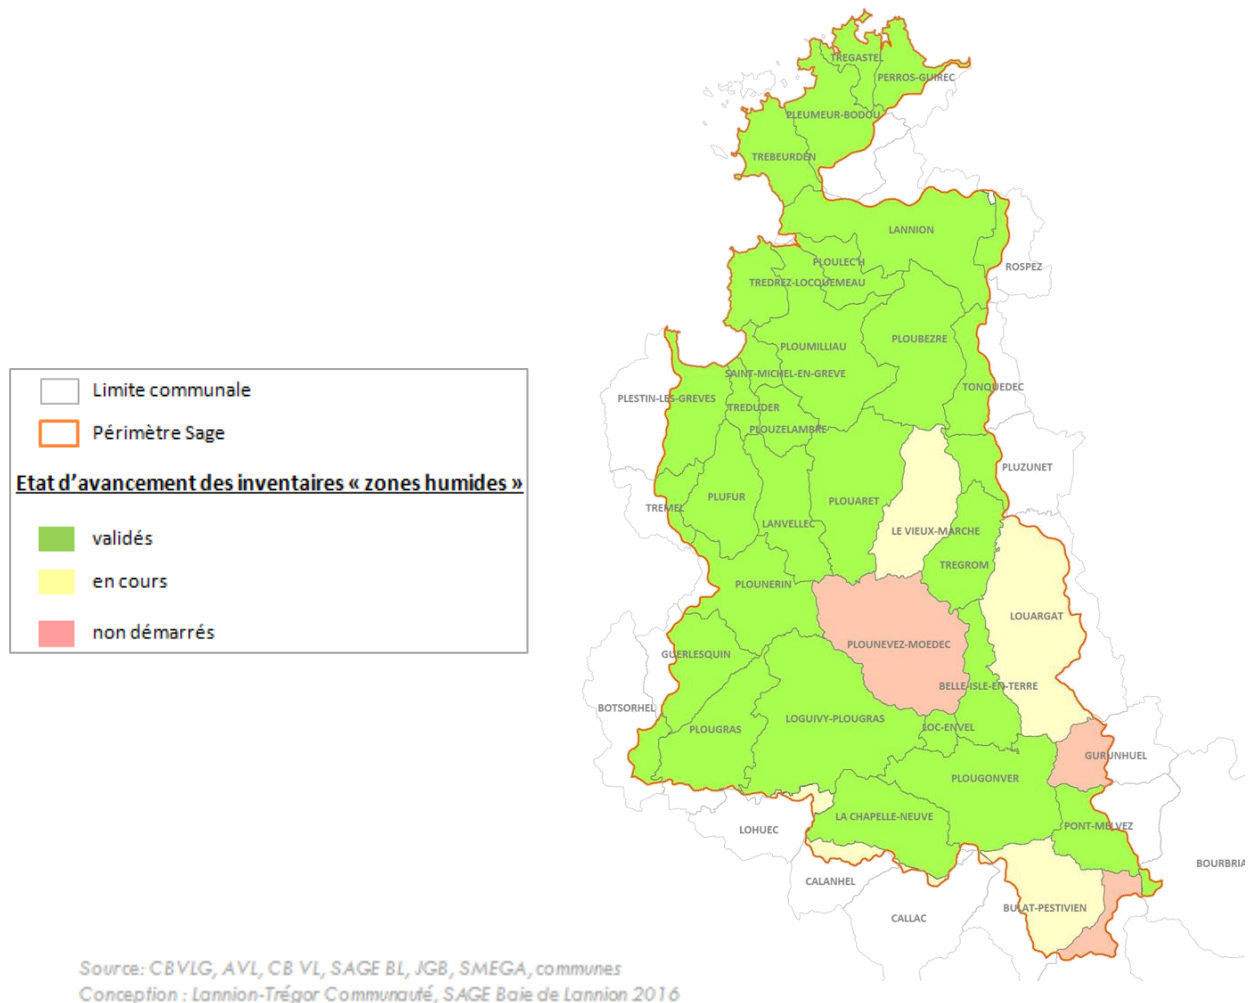 TREGASTEL
PERROS-GUIREC
PLEUMEUR-BODOU
TREBEURDEN
LANNION
PLOULEC'H
ROSPEZ
TREDREZ-LOCQUEMEAU
PLOUBEZRE
PLOUMILLIAU
SAINT-MICHEL-EN-GREVE
Limite communale
TONQUEDEC
PLESTIN-LES-GREVES
TREDUDER
PLOUZELAMBRE
Périmètre Sage
PLUZUNET
Etat d'avancement des inventaires « zones humides »
PLUFUR
PLOUARET
TREMEL
LANVELLEC
LE VIEUX-MARCHE
validés
TREGROM
en cours
PLOUNERIN
LOUARGAT
non démarrés
PLOUNEVEZ-MOEDEC
GUERLESQUIN
BELLE-ISLE-EN-TERRE
BOTSORHEL
LOGUIVY-PLOUGRAS
PLOUGRAS
LOC-ENVEL
GURUNHUEL
PLOUGONVER
LA CHAPELLE-NEUVE
PONT-MELVEZ
LOHUEC
BOURBRIA
CALANHEL
BULAT-PESTIVIEN
CALLAC
Source: CBVLG, AVL, CB VL, SAGE BL, JGB, SMEGA, communes
Conception : Lannion-Trégor Communauté, SAGE Baie de Lannion 2016